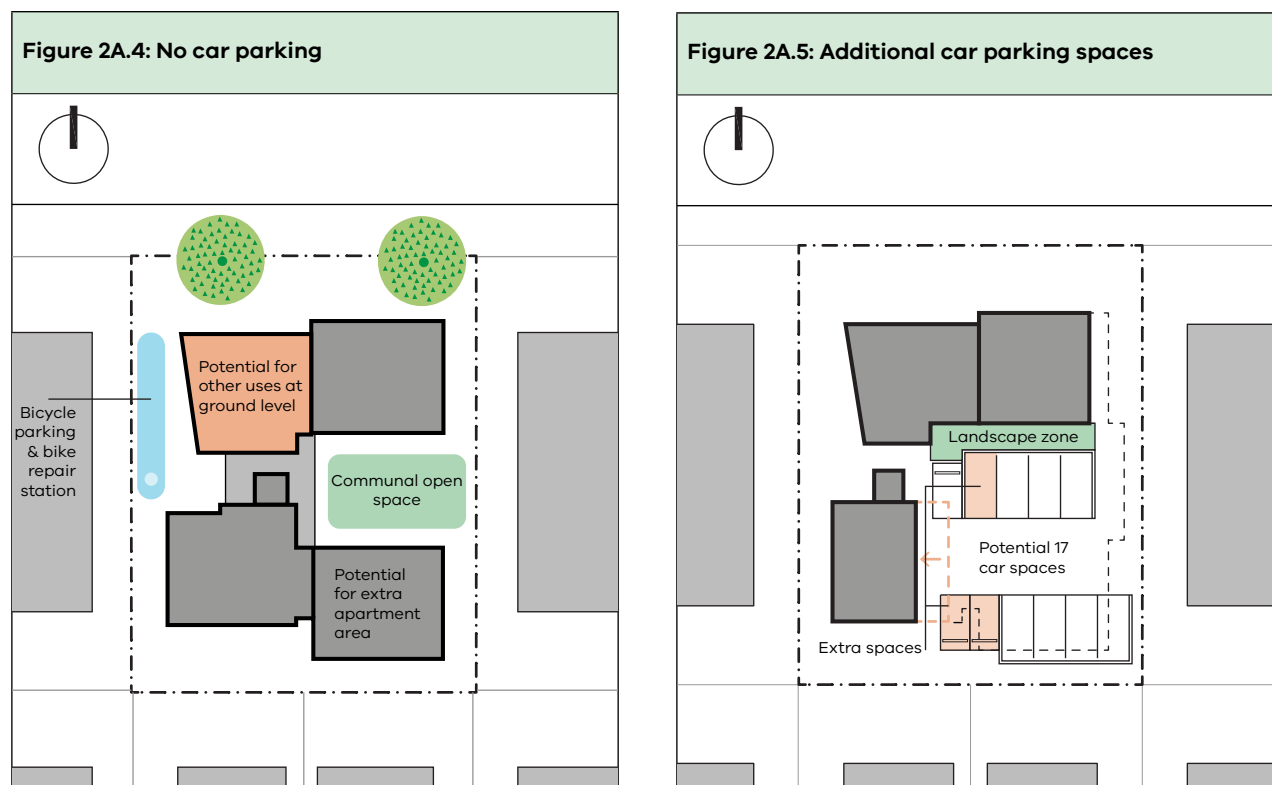 Figure 2A.4: No car parking
Potential for
other uses at
ground level
Bicycle
parking
& bike
repair
station
Communal open
space
Potential
for extra
apartment
area
Figure 2A.5: Additional car parking spaces
Landscape zone
Potential 17
car spaces
Extra spaces